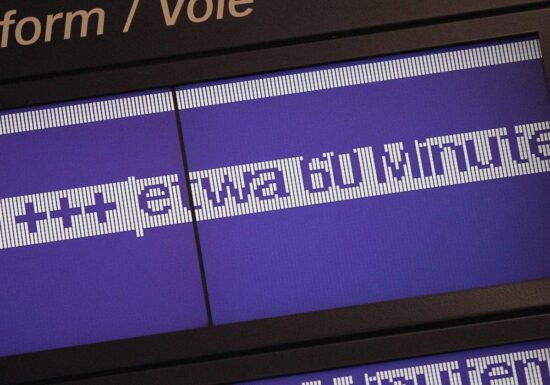 form / Voie
+++ etwa 60 Minute